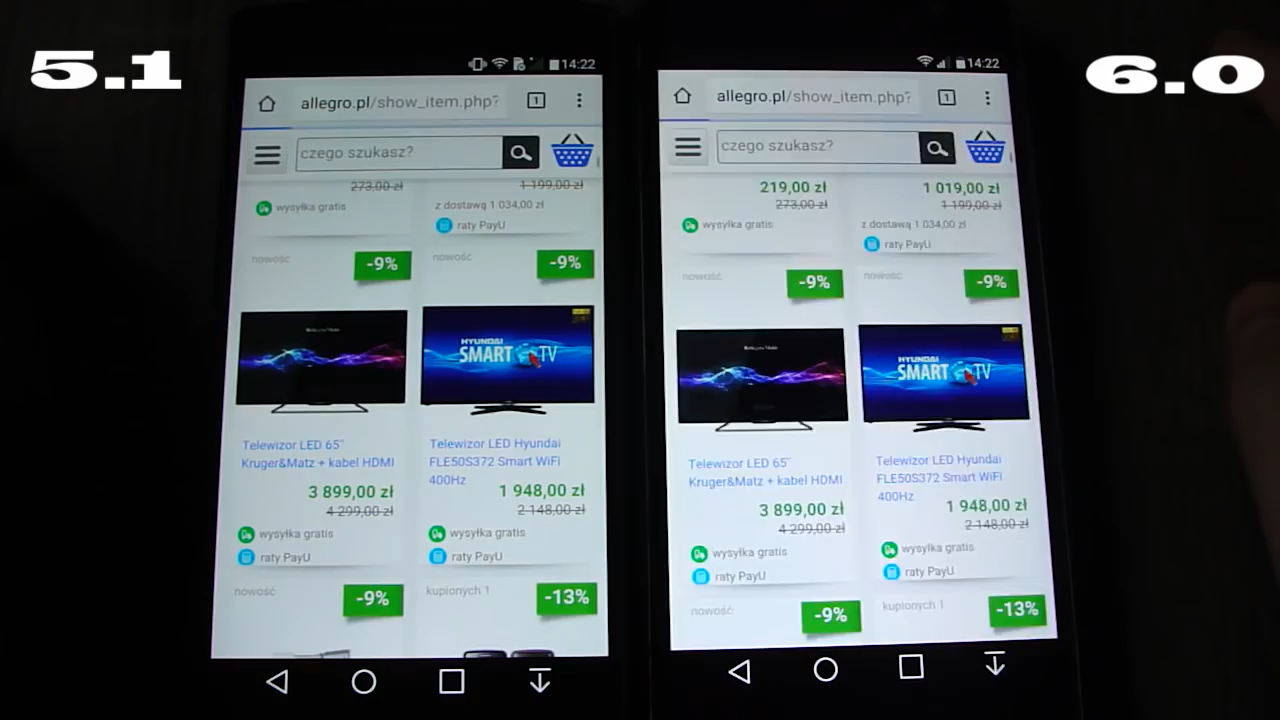 5.1
14:22
allegro.pl/show_item.php?
1
czego szukasz?
273,00 zł
1 199,00 zł
wysyłka gratis
z dostawą 1 034,00 zł
raty PayU
nowość
-9%
nowość
-9%
HYUNDAI
SMART TV
Telewizor LED 65"
Kruger&Matz + kabel HDMI
3 899,00 zł
4 299,00 zł
wysyłka gratis
raty PayU
Telewizor LED Hyundai
FLE50S372 Smart WiFi
400Hz
1 948,00 zł
2 148,00 zł
wysyłka gratis
raty PayU
nowość
-9%
kupionych 1
-13%
6.0
14:22
allegro.pl/show_item.php?
1
czego szukasz?
219,00 zł
273,00 zł
wysyłka gratis
1 019,00 zł
1 199,00 zł
z dostawą 1 034,00 zł
raty PayU
nowość
-9%
nowość
-9%
HYUNDAI
SMART TV
Telewizor LED 65"
Kruger&Matz + kabel HDMI
3 899,00 zł
4 299,00 zł
wysyłka gratis
raty PayU
Telewizor LED Hyundai
FLE50S372 Smart WiFi
400Hz
1 948,00 zł
2 148,00 zł
wysyłka gratis
raty PayU
nowość
-9%
kupionych 1
-13%